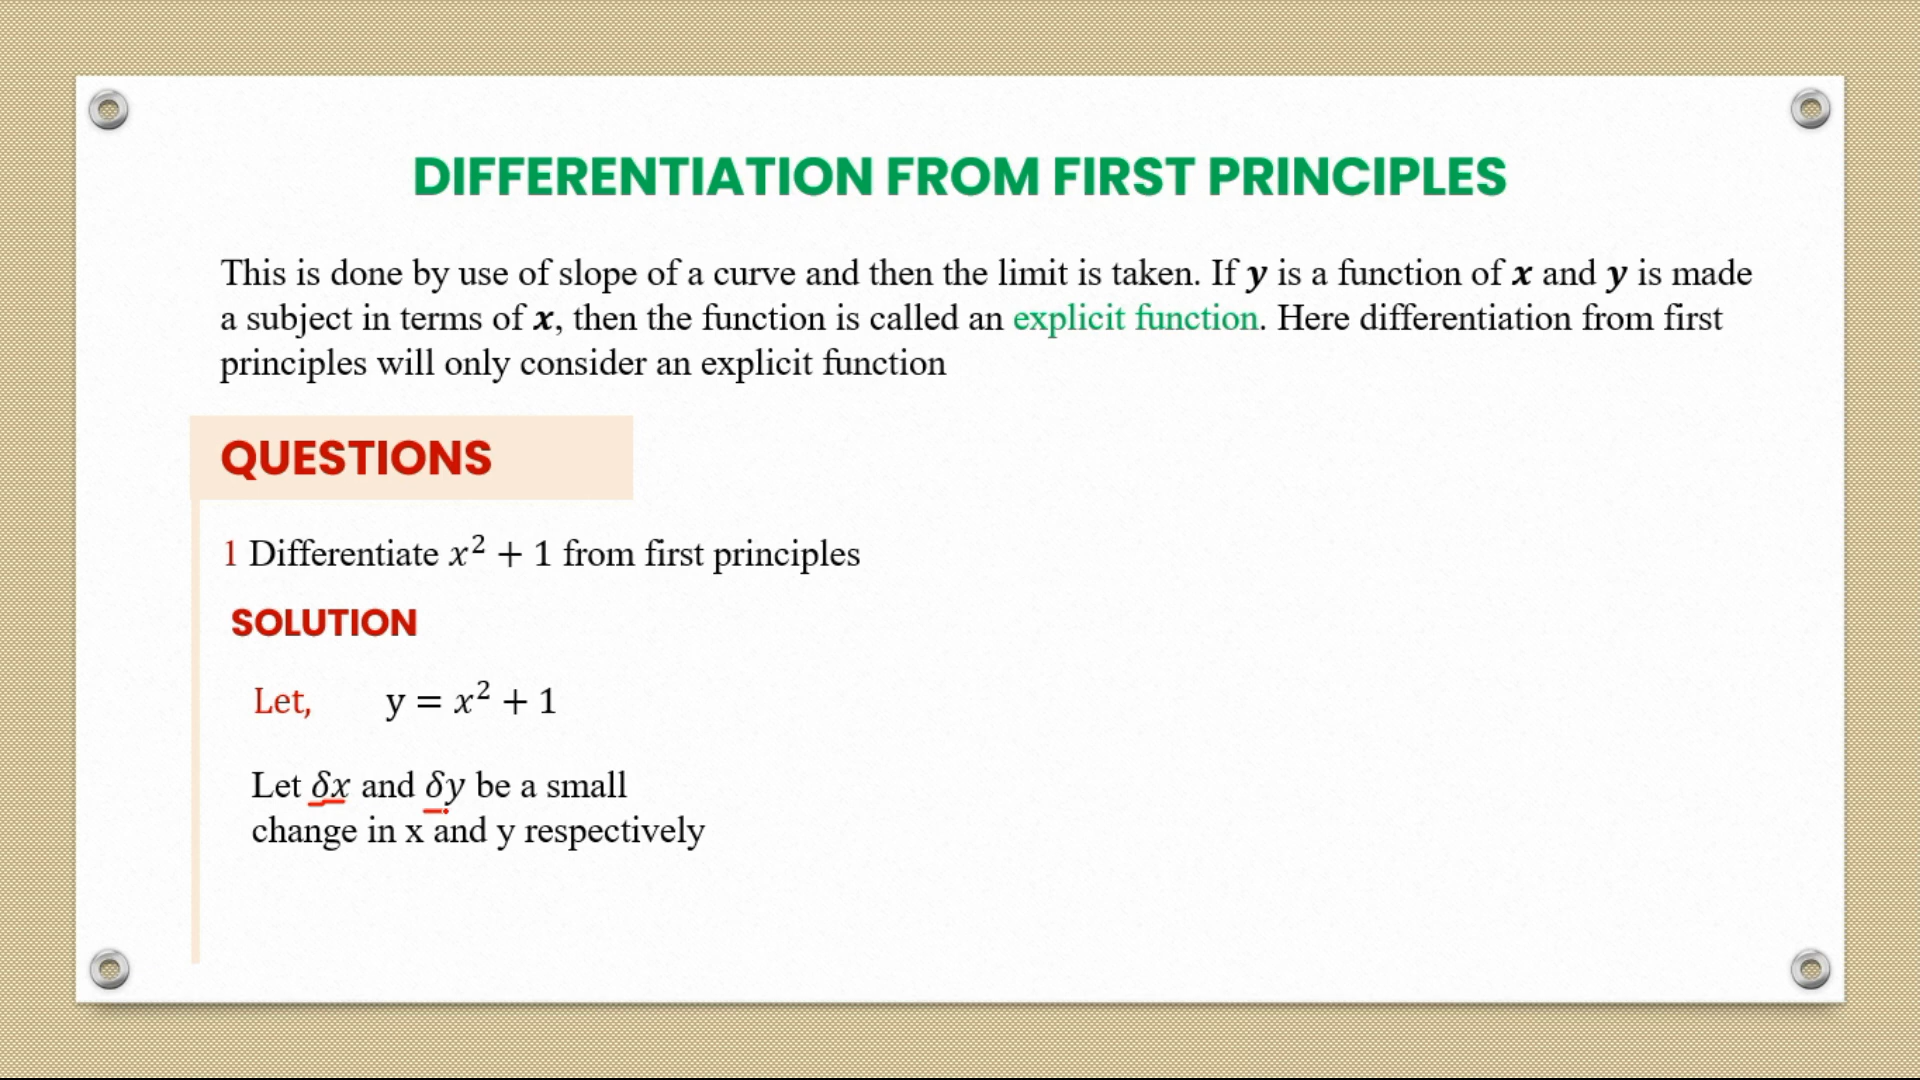 DIFFERENTIATION FROM FIRST PRINCIPLES
This is done by use of slope of a curve and then the limit is taken. If y is a function of x and y is made
a subject in terms of x, then the function is called an explicit function. Here differentiation from first
principles will only consider an explicit function
QUESTIONS
1 Differentiate x² + 1 from first principles
SOLUTION
Let, y = x² + 1
Let δx and δy be a small
change in x and y respectively